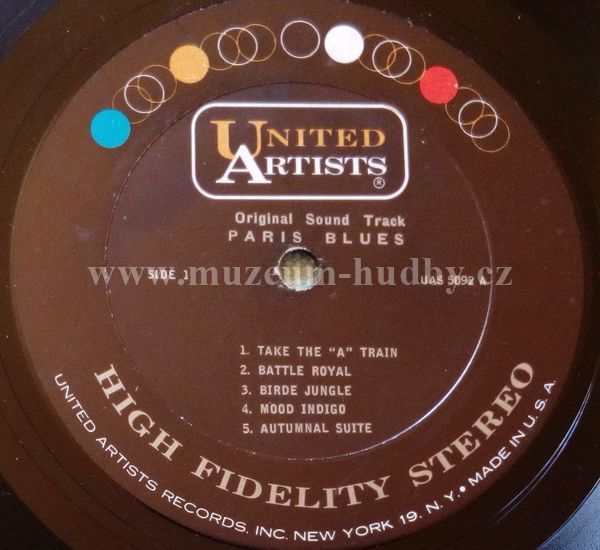 UNITED
ARTISTS
®
Original Sound Track
PARIS BLUES
www.muzeum-hudby.cz
SIDE 1
UAS 5092 A
1. TAKE THE "A" TRAIN
2. BATTLE ROYAL
3. BIRDE JUNGLE
4. MOOD INDIGO
5. AUTUMNAL SUITE
HIGH FIDELITY STEREO
UNITED ARTISTS RECORDS, INC. NEW YORK 19, N.Y. • MADE IN U.S.A.